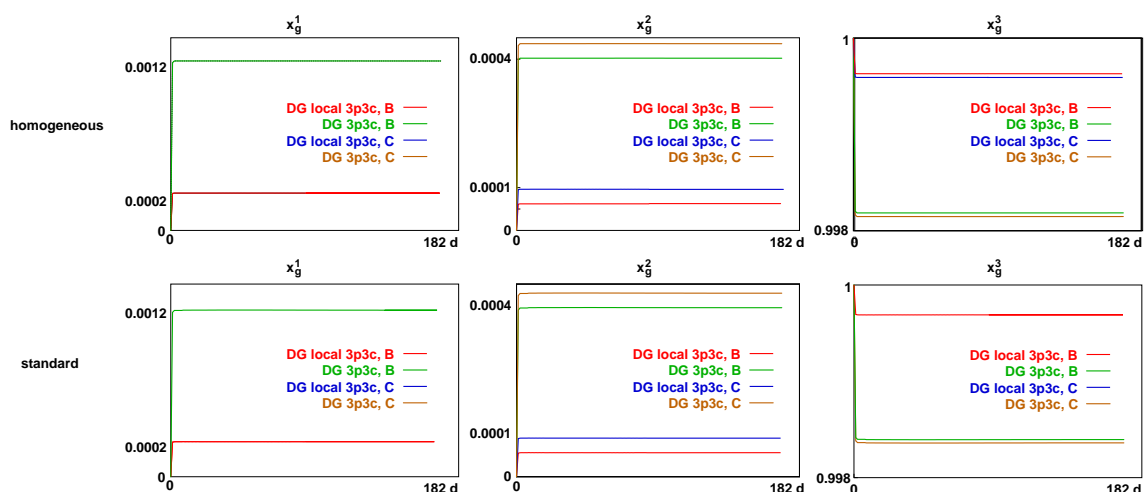 x_g^1
0.0012
0.0002
0
0
182 d
DG local 3p3c, B
DG 3p3c, B
DG local 3p3c, C
DG 3p3c, C
x_g^2
0.0004
0.0001
0
0
182 d
DG local 3p3c, B
DG 3p3c, B
DG local 3p3c, C
DG 3p3c, C
x_g^3
1
0.998
0
182 d
DG local 3p3c, B
DG 3p3c, B
DG local 3p3c, C
DG 3p3c, C
homogeneous
x_g^1
0.0012
0.0002
0
0
182 d
DG local 3p3c, B
DG 3p3c, B
DG local 3p3c, C
DG 3p3c, C
x_g^2
0.0004
0.0001
0
0
182 d
DG local 3p3c, B
DG 3p3c, B
DG local 3p3c, C
DG 3p3c, C
x_g^3
1
0.998
0
182 d
DG local 3p3c, B
DG 3p3c, B
DG local 3p3c, C
DG 3p3c, C
standard